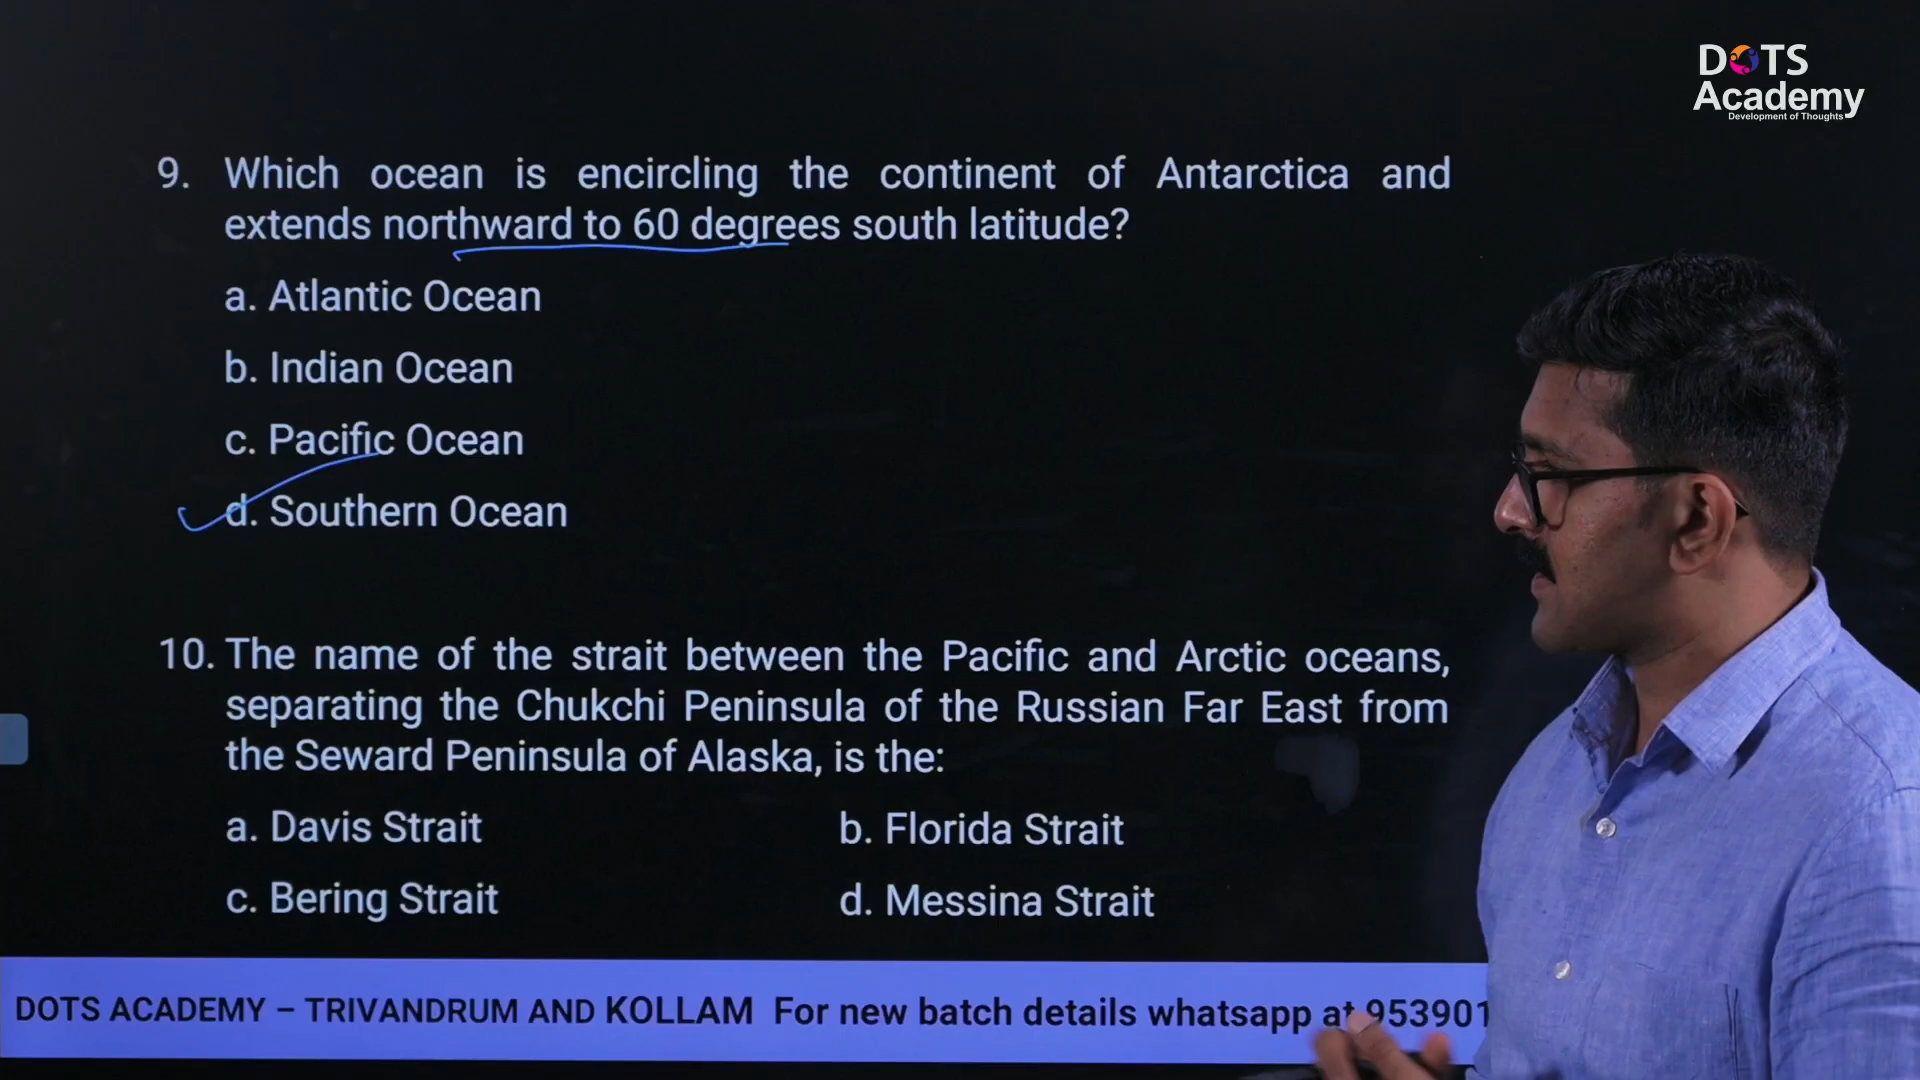 DOTS
Academy
Development of Thoughts
9. Which ocean is encircling the continent of Antarctica and
extends northward to 60 degrees south latitude?
a. Atlantic Ocean
b. Indian Ocean
c. Pacific Ocean
d. Southern Ocean
10. The name of the strait between the Pacific and Arctic oceans,
separating the Chukchi Peninsula of the Russian Far East from
the Seward Peninsula of Alaska, is the:
a. Davis Strait b. Florida Strait
c. Bering Strait d. Messina Strait
DOTS ACADEMY – TRIVANDRUM AND KOLLAM For new batch details whatsapp at 953901